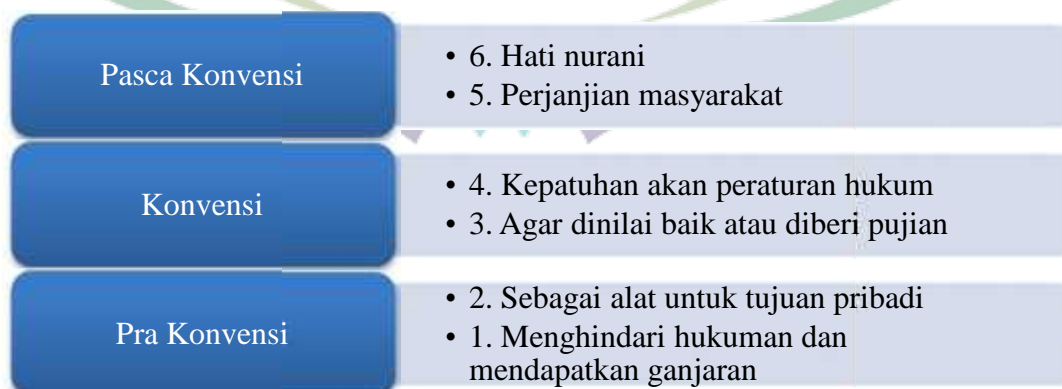 Pasca Konvensi
• 6. Hati nurani
• 5. Perjanjian masyarakat
Konvensi
• 4. Kepatuhan akan peraturan hukum
• 3. Agar dinilai baik atau diberi pujian
Pra Konvensi
• 2. Sebagai alat untuk tujuan pribadi
• 1. Menghindari hukuman dan
mendapatkan ganjaran